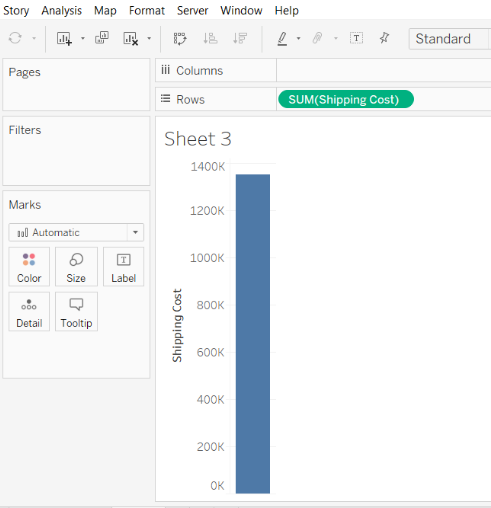 Story Analysis Map Format Server Window Help
Standard
Pages
Columns
Rows
SUM(Shipping Cost)
Filters
Sheet 3
Marks
Automatic
Color
Size
Label
Detail
Tooltip
Shipping Cost
1400K
1200K
1000K
800K
600K
400K
200K
0K